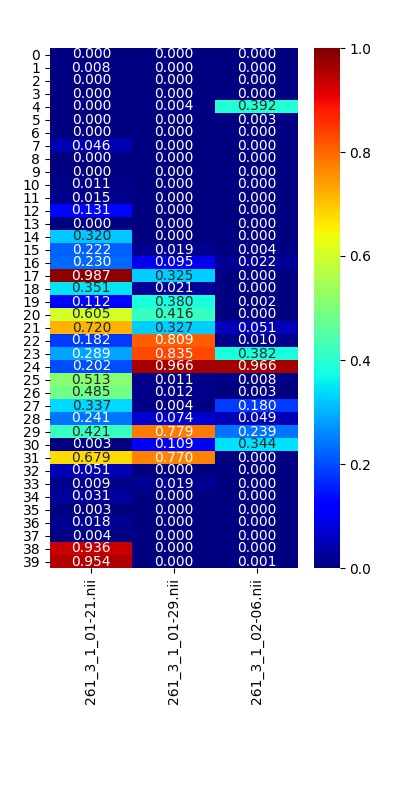 0 0.000 0.000 0.000 1.0
1 0.008 0.000 0.000
2 0.000 0.000 0.000
3 0.000 0.000 0.000
4 0.000 0.004 0.392
5 0.000 0.000 0.003
6 0.000 0.000 0.000
7 0.046 0.000 0.000
8 0.000 0.000 0.000 0.8
9 0.000 0.000 0.000
10 0.011 0.000 0.000
11 0.015 0.000 0.000
12 0.131 0.000 0.000
13 0.000 0.000 0.000
14 0.320 0.000 0.000
15 0.222 0.019 0.004 0.6
16 0.230 0.095 0.022
17 0.987 0.325 0.000
18 0.351 0.021 0.000
19 0.112 0.380 0.002
20 0.605 0.416 0.000
21 0.720 0.327 0.051
22 0.182 0.809 0.010
23 0.289 0.835 0.382 0.4
24 0.202 0.966 0.966
25 0.513 0.011 0.008
26 0.485 0.012 0.003
27 0.337 0.004 0.180
28 0.241 0.074 0.049
29 0.421 0.779 0.239
30 0.003 0.109 0.344
31 0.679 0.770 0.000 0.2
32 0.051 0.000 0.000
33 0.009 0.019 0.000
34 0.031 0.000 0.000
35 0.003 0.000 0.000
36 0.018 0.000 0.000
37 0.004 0.000 0.000
38 0.936 0.000 0.000
39 0.954 0.000 0.001 0.0
261_3_1_01-21.nii
261_3_1_01-29.nii
261_3_1_02-06.nii